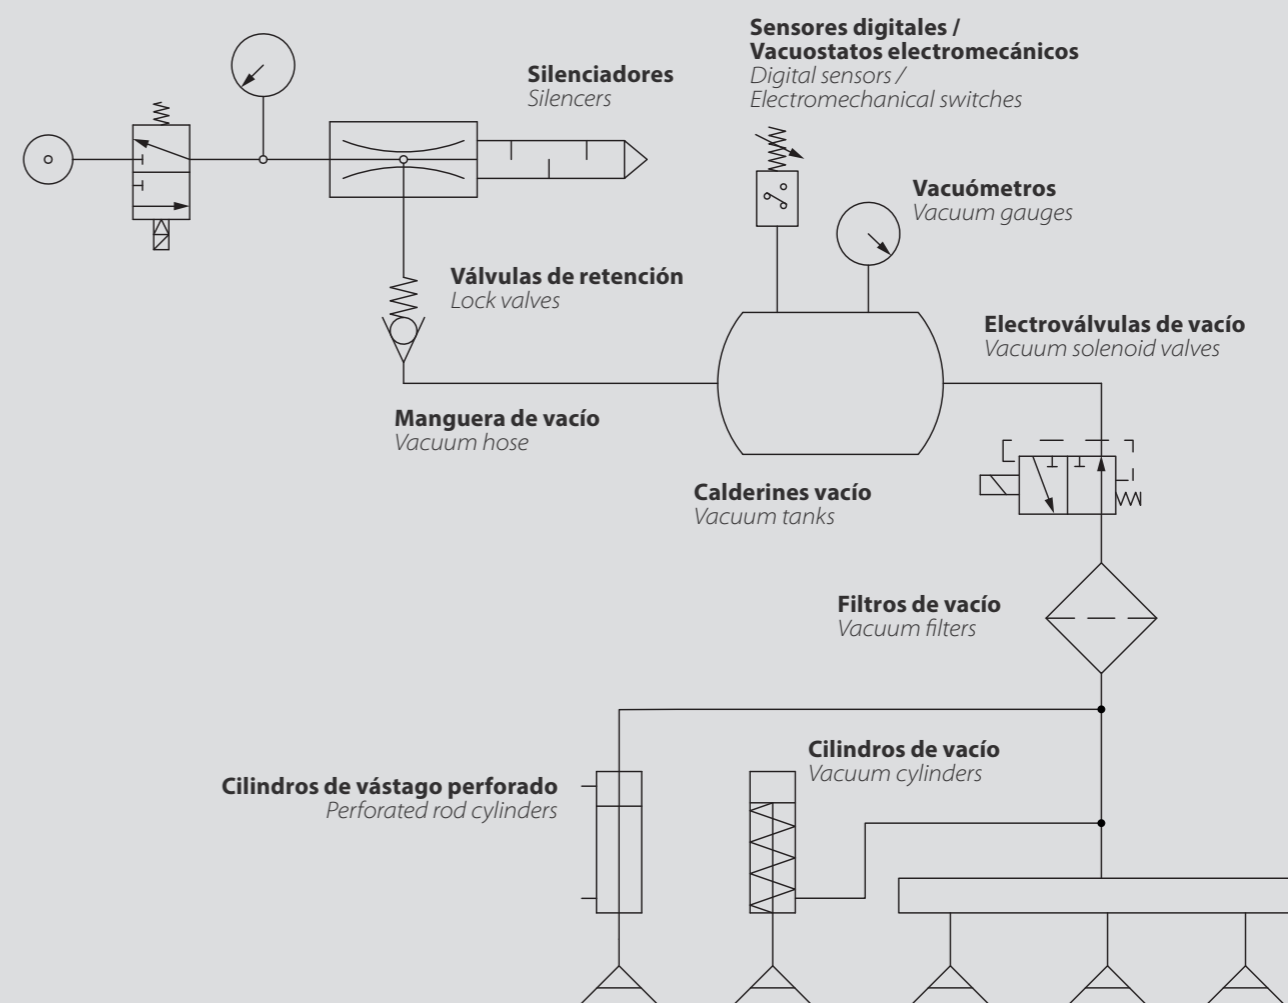 Sensores digitales /
Vacuostatos electromecánicos
Digital sensors /
Electromechanical switches
Silenciadores
Silencers
Vacuómetros
Vacuum gauges
Válvulas de retención
Lock valves
Electroválvulas de vacío
Vacuum solenoid valves
Manguera de vacío
Vacuum hose
Calderines vacío
Vacuum tanks
Filtros de vacío
Vacuum filters
Cilindros de vacío
Vacuum cylinders
Cilindros de vástago perforado
Perforated rod cylinders